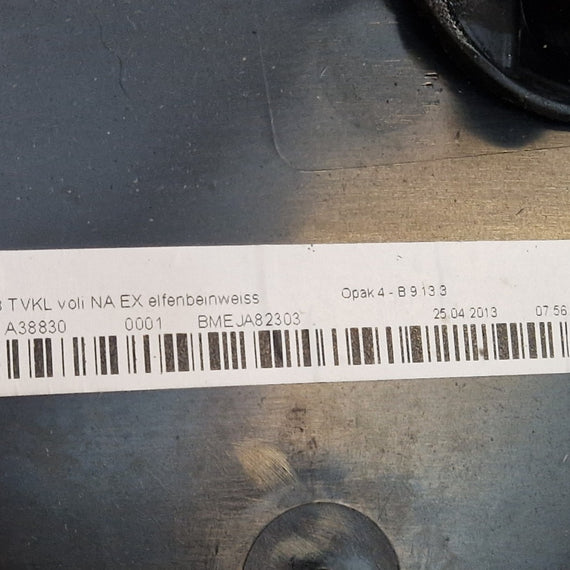 TVKL voli NA EX elfenbeinweiss Opak 4 - B 9 13 3
A38830 0001 BMEJA82303 25.04.2013 07:56